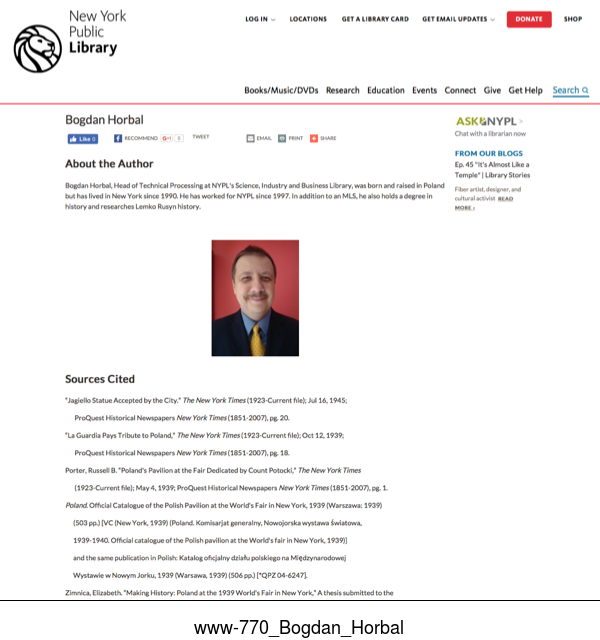 New York
Public
Library
LOG IN
LOCATIONS
GET A LIBRARY CARD
GET EMAIL UPDATES
DONATE
SHOP
Books/Music/DVDs Research Education Events Connect Give Get Help Search
Bogdan Horbal
Like 0
RECOMMEND
G+1 0
TWEET
EMAIL
PRINT
SHARE
About the Author
Bogdan Horbal, Head of Technical Processing at NYPL's Science, Industry and Business Library, was born and raised in Poland
but has lived in New York since 1990. He has worked for NYPL since 1997. In addition to an MLS, he also holds a degree in
history and researches Lemko Rusyn history.
ASK NYPL >
Chat with a librarian now
FROM OUR BLOGS
Ep. 45 "It's Almost Like a
Temple" | Library Stories
Fiber artist, designer, and
cultural activist READ
MORE ›
Sources Cited
"Jagiello Statue Accepted by the City." The New York Times (1923-Current file); Jul 16, 1945;
ProQuest Historical Newspapers New York Times (1851-2007), pg. 20.
"La Guardia Pays Tribute to Poland," The New York Times (1923-Current file); Oct 12, 1939;
ProQuest Historical Newspapers New York Times (1851-2007), pg. 18.
Porter, Russell B. "Poland's Pavilion at the Fair Dedicated by Count Potocki," The New York Times
(1923-Current file); May 4, 1939; ProQuest Historical Newspapers New York Times (1851-2007), pg. 1.
Poland. Official Catalogue of the Polish Pavilion at the World's Fair in New York, 1939 (Warszawa: 1939)
(503 pp.) [VC (New York, 1939) (Poland. Komisarjat generalny, Nowojorska wystawa światowa,
1939-1940. Official catalogue of the Polish pavilion at the World's fair in New York, 1939)]
and the same publication in Polish: Katalog oficjalny działu polskiego na Międzynarodowej
Wystawie w Nowym Jorku, 1939 (Warsawa, 1939) (506 pp.) [*QPZ 04-6247].
Zimnica, Elizabeth. "Making History: Poland at the 1939 World's Fair in New York," A thesis submitted to the
www-770_Bogdan_Horbal